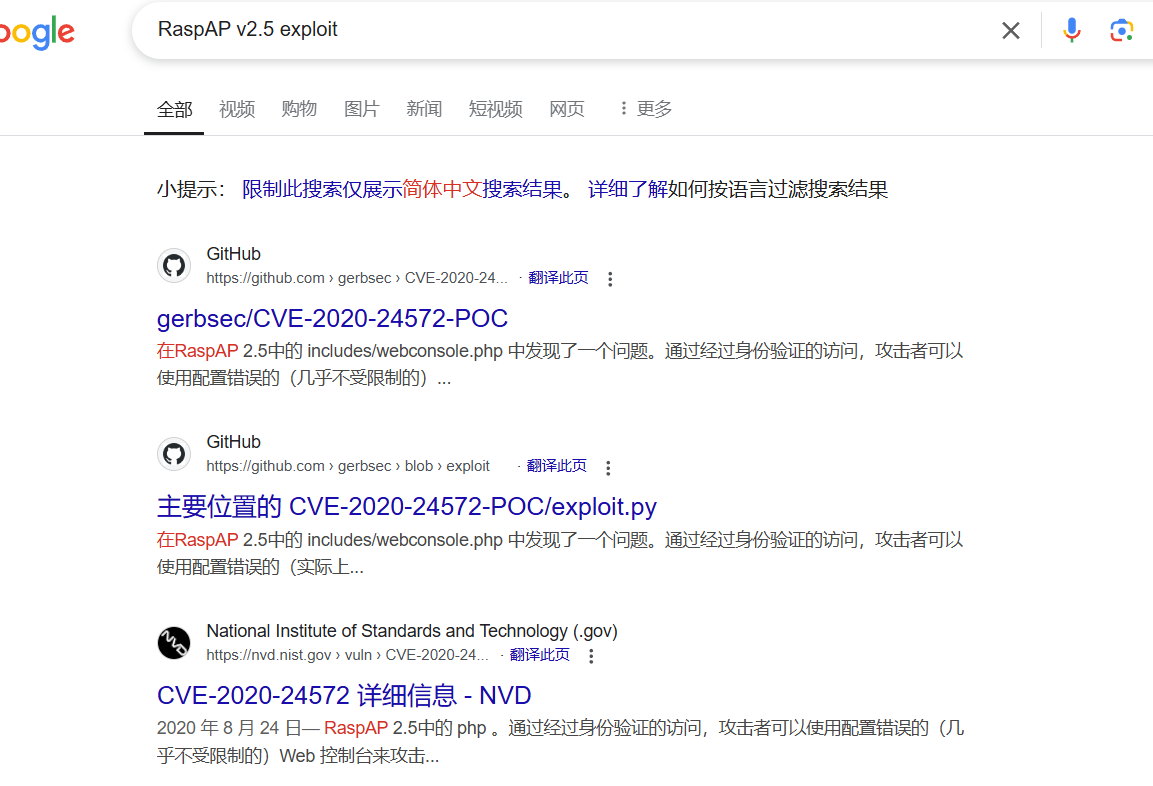 oogle
RaspAP v2.5 exploit
全部 视频 购物 图片 新闻 短视频 网页 更多
小提示： 限制此搜索仅展示简体中文搜索结果。 详细了解如何按语言过滤搜索结果
GitHub
https://github.com › gerbsec › CVE-2020-24... · 翻译此页
gerbsec/CVE-2020-24572-POC
在RaspAP 2.5中的 includes/webconsole.php 中发现了一个问题。通过经过身份验证的访问，攻击者可以
使用配置错误的（几乎不受限制的）...
GitHub
https://github.com › gerbsec › blob › exploit · 翻译此页
主要位置的 CVE-2020-24572-POC/exploit.py
在RaspAP 2.5中的 includes/webconsole.php 中发现了一个问题。通过经过身份验证的访问，攻击者可以
使用配置错误的（实际上...
NVD
National Institute of Standards and Technology (.gov)
https://nvd.nist.gov › vuln › CVE-2020-24... · 翻译此页
CVE-2020-24572 详细信息 - NVD
2020 年 8 月 24 日— RaspAP 2.5中的 php 。通过经过身份验证的访问，攻击者可以使用配置错误的（几
乎不受限制的）Web 控制台来攻击...